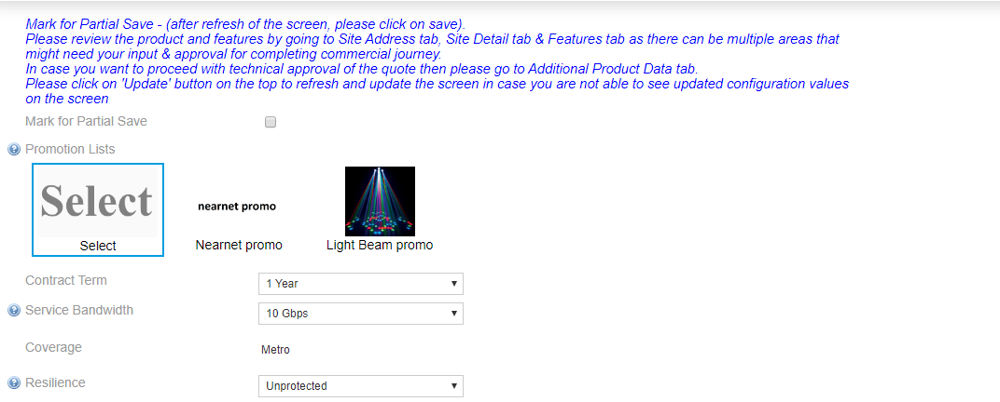 Mark for Partial Save - (after refresh of the screen, please click on save).
Please review the product and features by going to Site Address tab, Site Detail tab & Features tab as there can be multiple areas that
might need your input & approval for completing commercial journey.
In case you want to proceed with technical approval of the quote then please go to Additional Product Data tab.
Please click on 'Update' button on the top to refresh and update the screen in case you are not able to see updated configuration values
on the screen
Mark for Partial Save
Promotion Lists
Select
nearnet promo
Select
Nearnet promo
Light Beam promo
Contract Term
1 Year
Service Bandwidth
10 Gbps
Coverage
Metro
Resilience
Unprotected